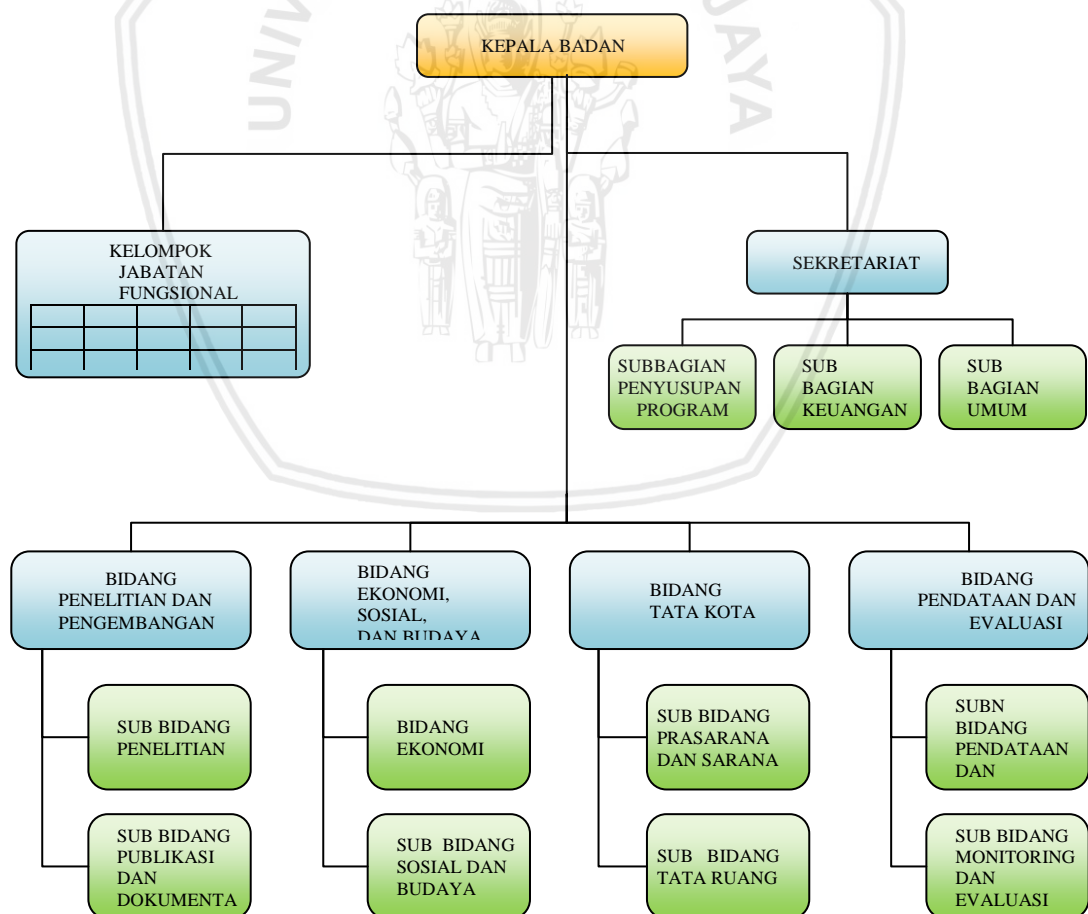 UNIV
JAYA
KEPALA BADAN
KELOMPOK
JABATAN
FUNGSIONAL
SEKRETARIAT
SUBBAGIAN
PENYUSUPAN
PROGRAM
SUB
BAGIAN
KEUANGAN
SUB
BAGIAN
UMUM
BIDANG
PENELITIAN DAN
PENGEMBANGAN
BIDANG
EKONOMI,
SOSIAL,
DAN BUDAYA
BIDANG
TATA KOTA
BIDANG
PENDATAAN DAN
EVALUASI
SUB BIDANG
PENELITIAN
BIDANG
EKONOMI
SUB BIDANG
PRASARANA
DAN SARANA
SUBN
BIDANG
PENDATAAN
DAN
SUB BIDANG
PUBLIKASI
DAN
DOKUMENTA
SUB BIDANG
SOSIAL DAN
BUDAYA
SUB BIDANG
TATA RUANG
SUB BIDANG
MONITORING
DAN
EVALUASI